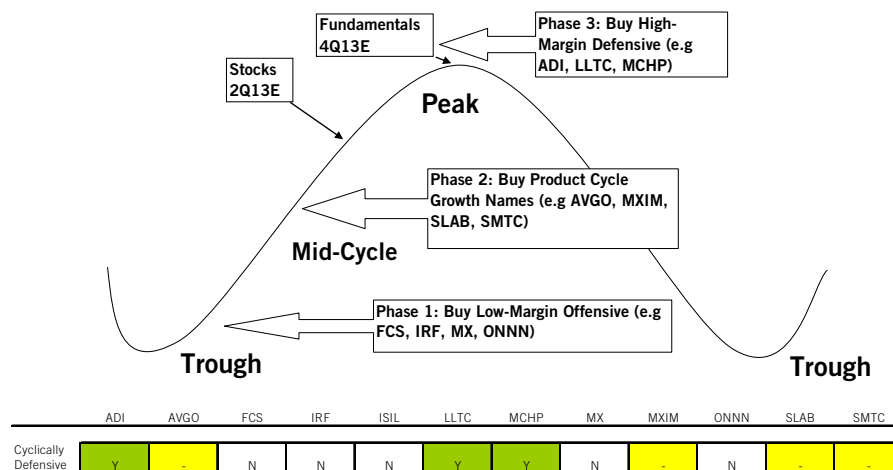 Fundamentals
4Q13E
Phase 3: Buy High-
Margin Defensive (e.g
ADI, LLTC, MCHP)
Stocks
2Q13E
Peak
Phase 2: Buy Product Cycle
Growth Names (e.g AVGO, MXIM,
SLAB, SMTC)
Mid-Cycle
Phase 1: Buy Low-Margin Offensive (e.g
FCS, IRF, MX, ONNN)
Trough
Trough
ADI AVGO FCS IRF ISIL LLTC MCHP MX MXIM ONNN SLAB SMTC
Cyclically
Defensive Y - N N N Y Y N - N - -